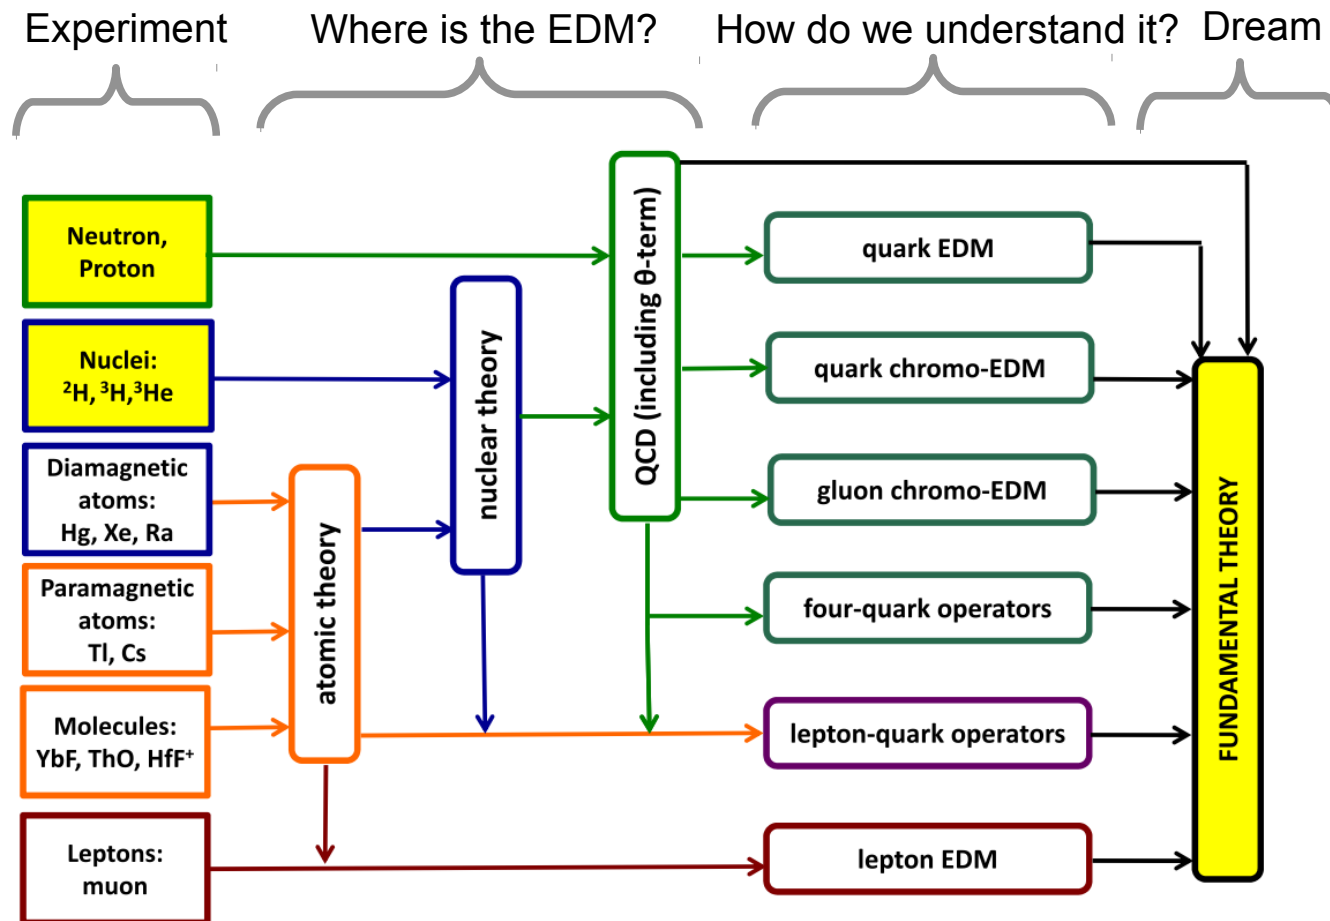 Experiment
Where is the EDM?
How do we understand it?
Dream
Neutron,
Proton
Nuclei:
²H, ³H,³He
Diamagnetic
atoms:
Hg, Xe, Ra
Paramagnetic
atoms:
Tl, Cs
Molecules:
YbF, ThO, HfF⁺
Leptons:
muon
atomic theory
nuclear theory
QCD (including θ-term)
quark EDM
quark chromo-EDM
gluon chromo-EDM
four-quark operators
lepton-quark operators
lepton EDM
FUNDAMENTAL THEORY